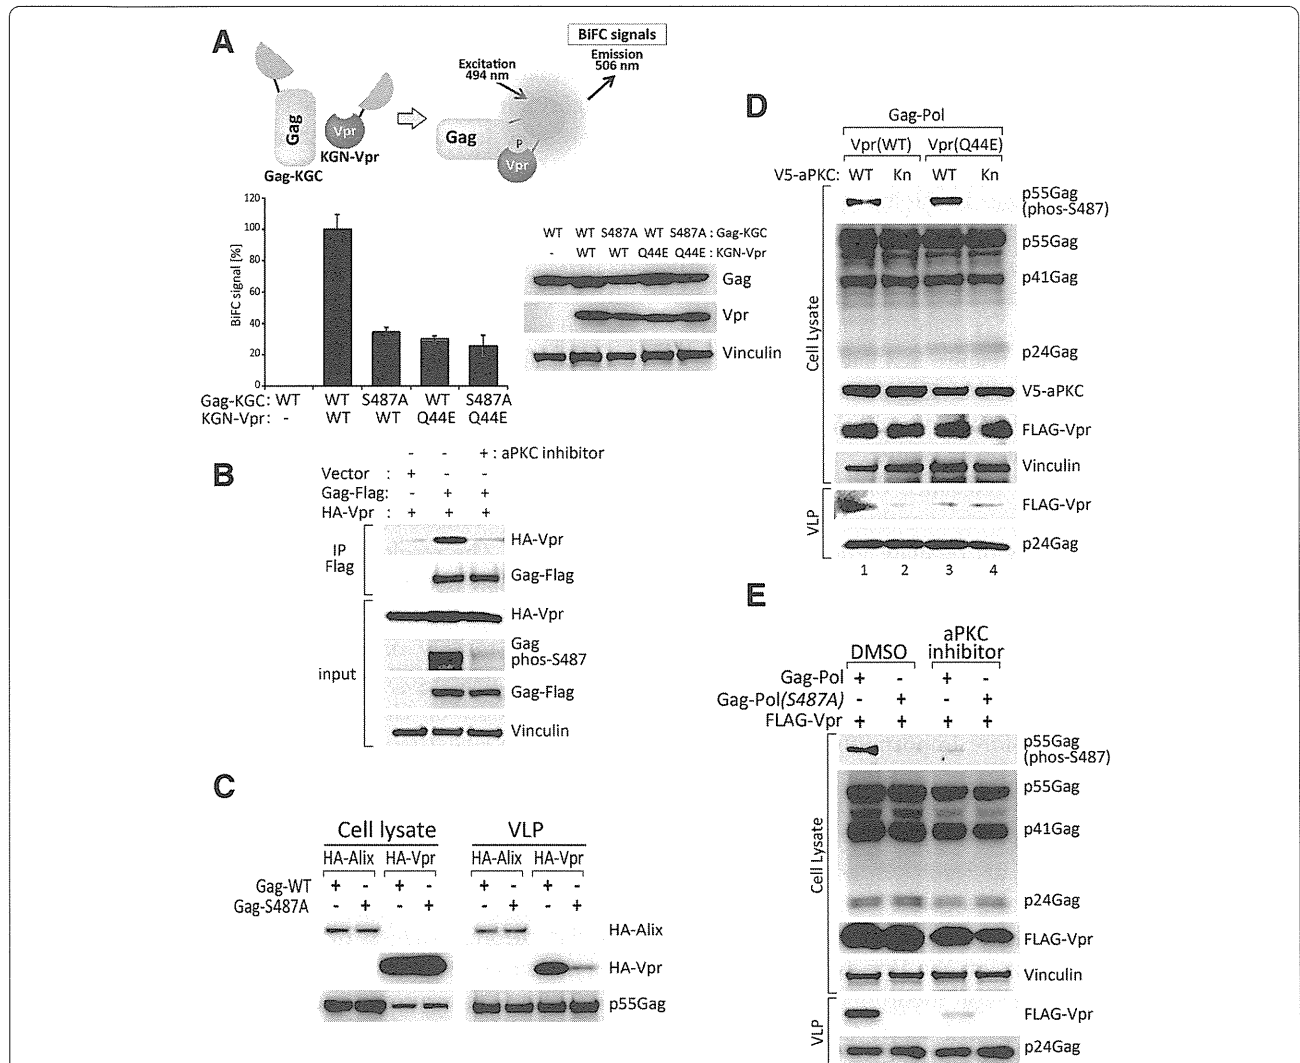 A
BiFC signals
Excitation
494 nm
Emission
506 nm
Gag
Vpr
KGN-Vpr
Gag-KGC
Gag
P
Vpr
120
100
80
60
40
20
0
BiFC signal [%]
Gag-KGC: WT WT S487A WT S487A
KGN-Vpr: - WT WT Q44E Q44E
WT WT S487A WT S487A : Gag-KGC
- WT WT Q44E Q44E : KGN-Vpr
Gag
Vpr
Vinculin
B
- - + : aPKC inhibitor
Vector : + - -
Gag-Flag: - + +
HA-Vpr : + + +
IP
Flag
HA-Vpr
Gag-Flag
input
HA-Vpr
Gag
phos-S487
Gag-Flag
Vinculin
C
Cell lysate VLP
HA-Alix HA-Vpr HA-Alix HA-Vpr
Gag-WT + - + - + - + -
Gag-S487A - + - + - + - +
HA-Alix
HA-Vpr
p55Gag
D
Gag-Pol
Vpr(WT) Vpr(Q44E)
V5-aPKC: WT Kn WT Kn
Cell Lysate
p55Gag
(phos-S487)
p55Gag
p41Gag
p24Gag
V5-aPKC
FLAG-Vpr
Vinculin
VLP
FLAG-Vpr
p24Gag
1 2 3 4
E
DMSO aPKC
inhibitor
Gag-Pol + - + -
Gag-Pol(S487A) - + - +
FLAG-Vpr + + + +
Cell Lysate
p55Gag
(phos-S487)
p55Gag
p41Gag
p24Gag
FLAG-Vpr
Vinculin
VLP
FLAG-Vpr
p24Gag